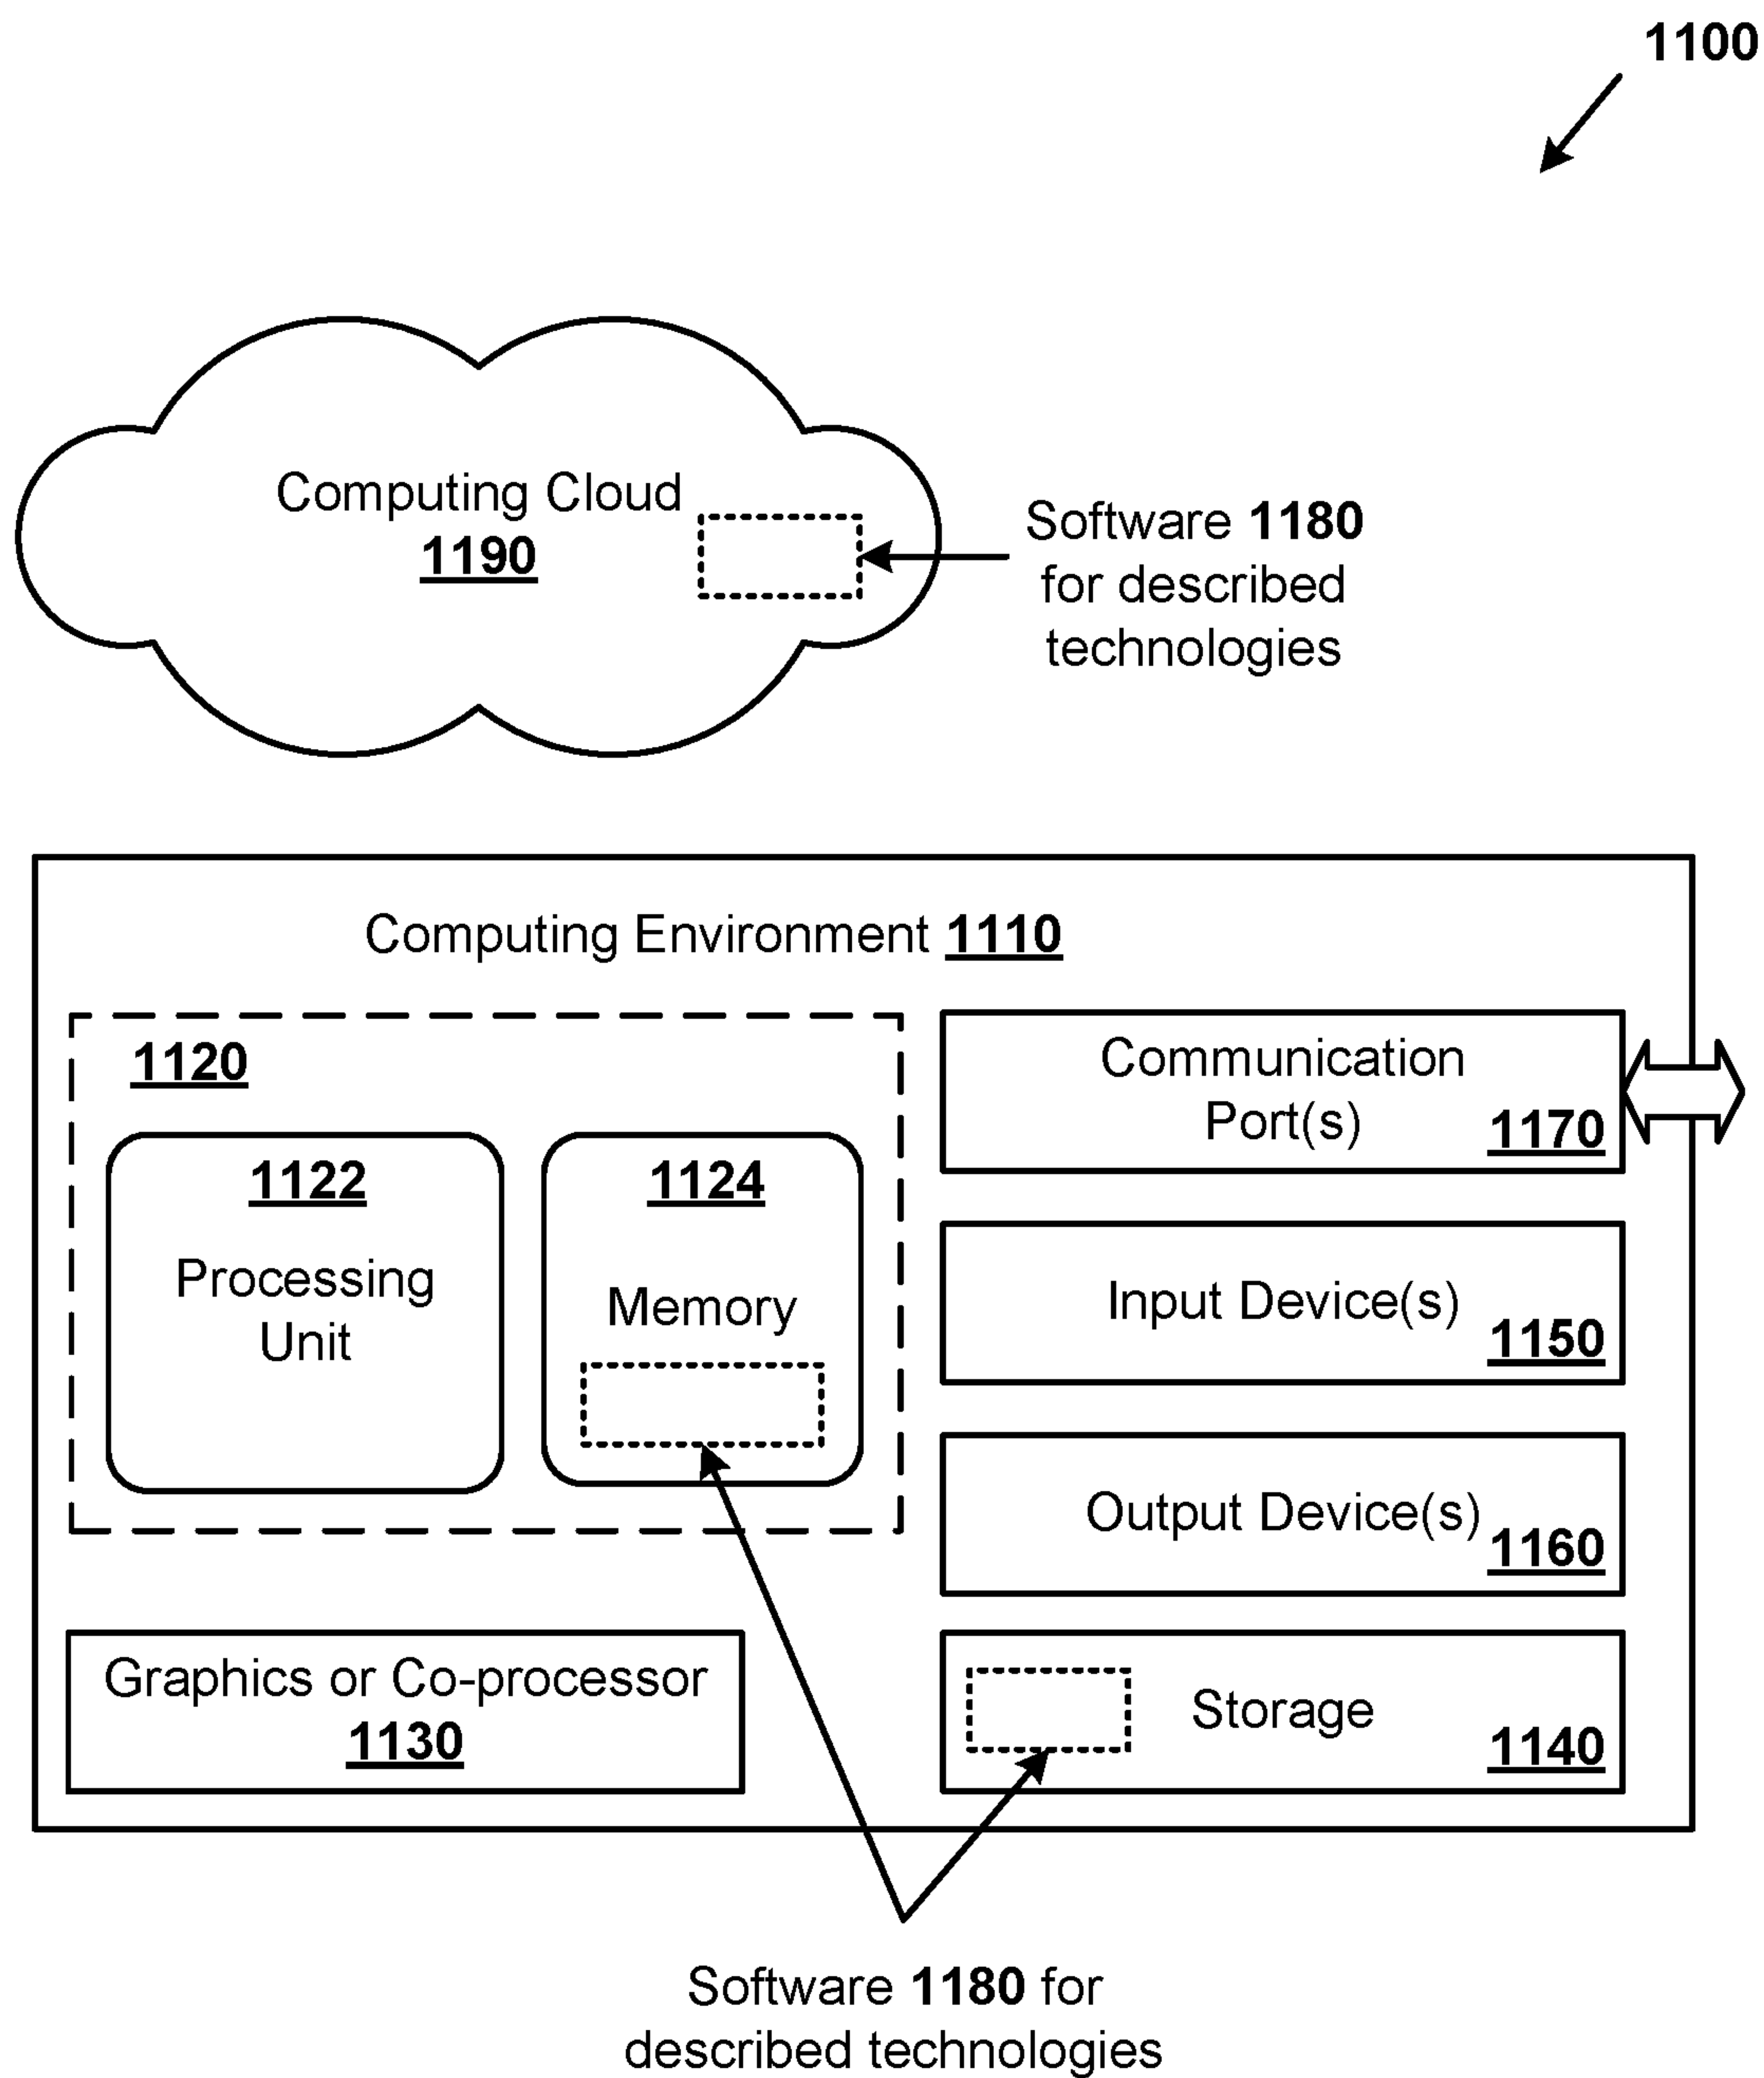 1100
Computing Cloud
1190
Software 1180
for described
technologies
Computing Environment 1110
1120
1122
Processing
Unit
1124
Memory
Communication
Port(s)
1170
Input Device(s)
1150
Output Device(s)
1160
Graphics or Co-processor
1130
Storage
1140
Software 1180 for
described technologies